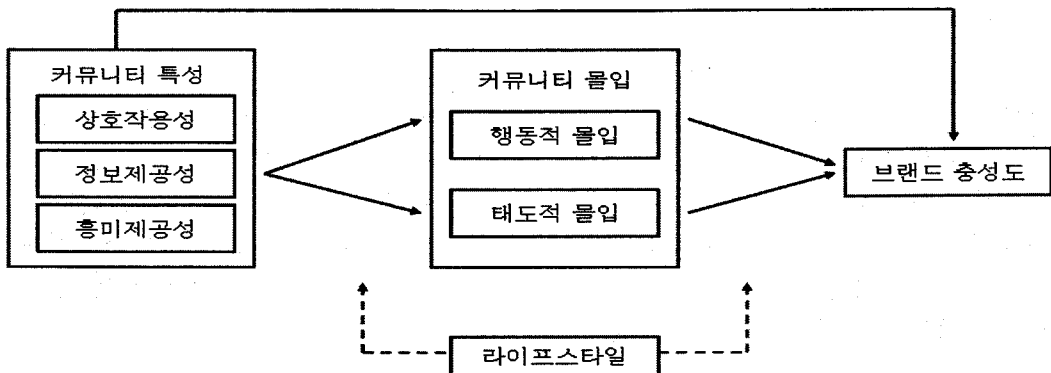 커뮤니티 특성
상호작용성
정보제공성
흥미제공성
커뮤니티 몰입
행동적 몰입
태도적 몰입
브랜드 충성도
라이프스타일